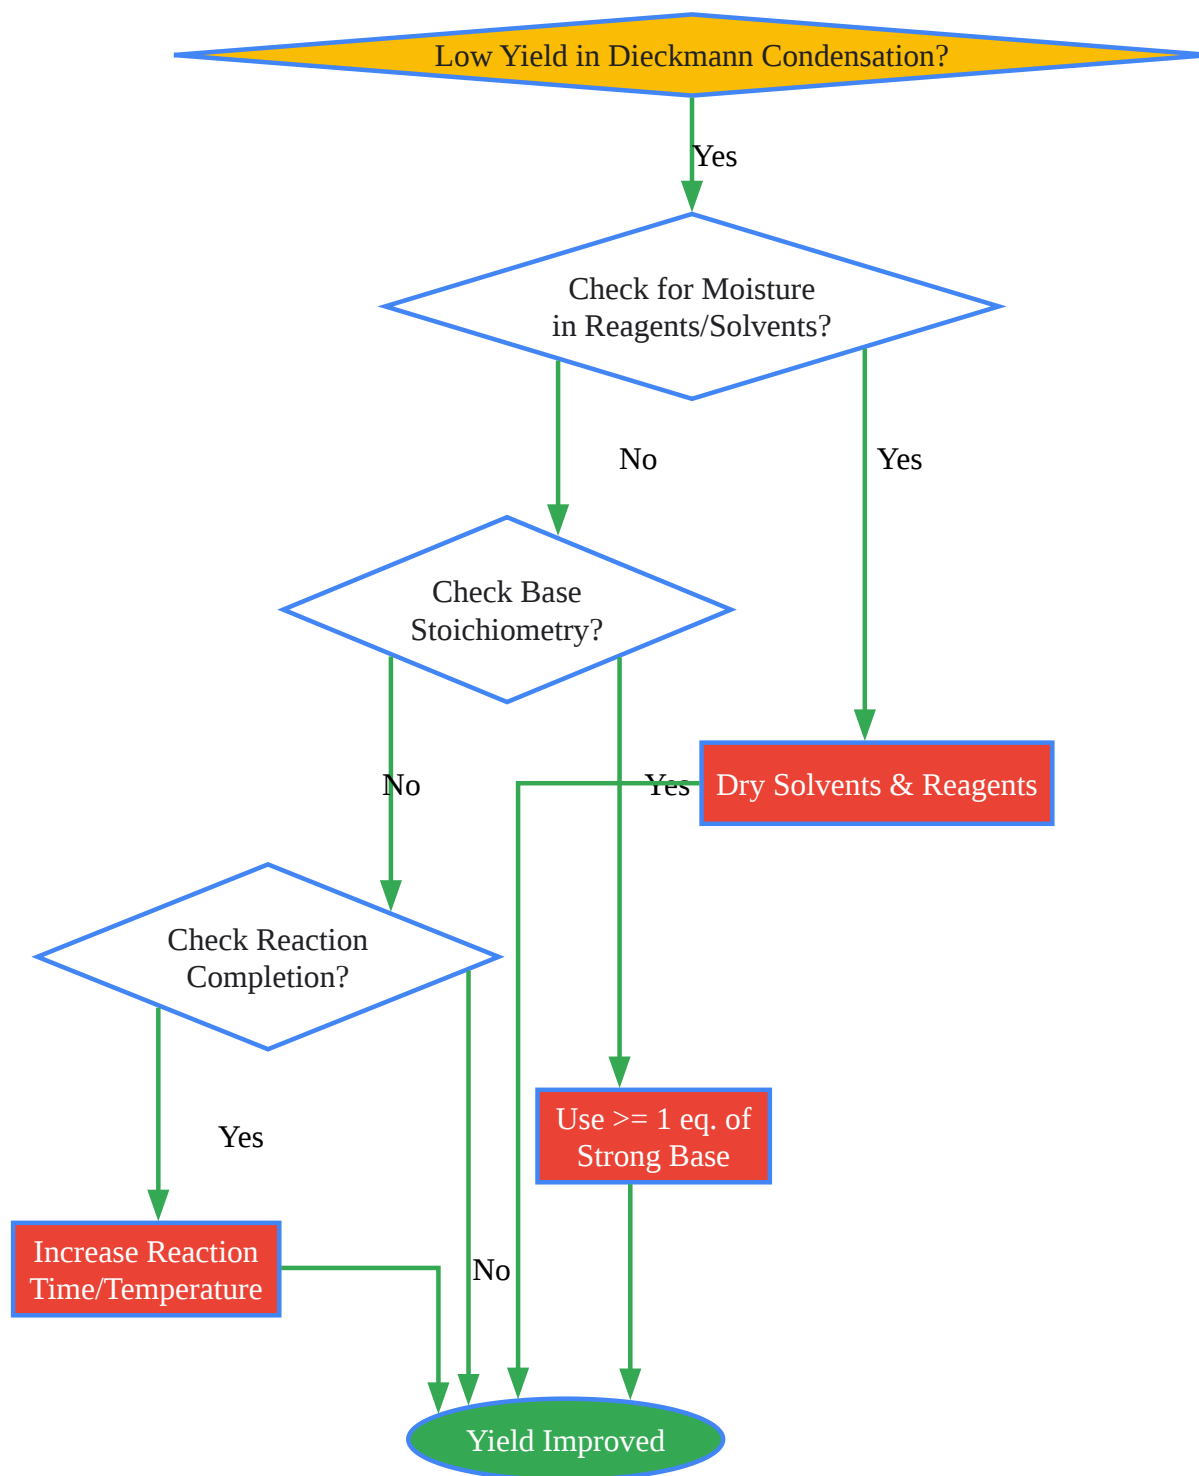 Low Yield in Dieckmann Condensation?
Yes
Check for Moisture
in Reagents/Solvents?
No
Yes
Check Base
Stoichiometry?
No
Yes
Dry Solvents & Reagents
Check Reaction
Completion?
Use >= 1 eq. of
Strong Base
Yes
Increase Reaction
Time/Temperature
No
Yield Improved